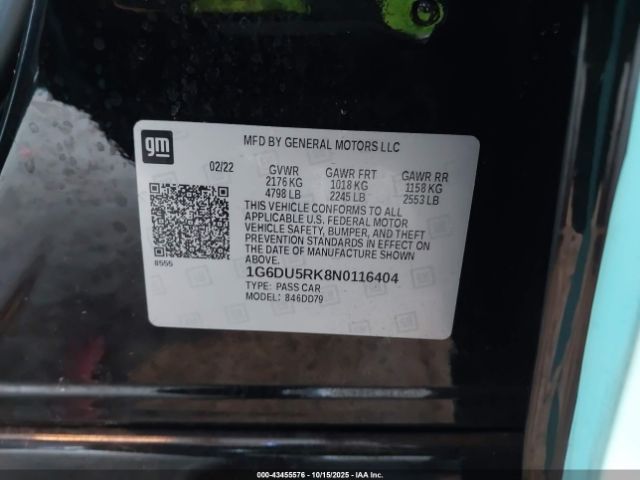 gm
MFD BY GENERAL MOTORS LLC
02/22 GVWR GAWR FRT GAWR RR
2176 KG 1018 KG 1158 KG
4798 LB 2245 LB 2553 LB
THIS VEHICLE CONFORMS TO ALL
APPLICABLE U.S. FEDERAL MOTOR
VEHICLE SAFETY, BUMPER, AND THEFT
PREVENTION STANDARDS IN EFFECT ON
THE DATE OF MANUFACTURE SHOWN
ABOVE.
8555
1G6DU5RK8N0116404
TYPE: PASS CAR
MODEL: 846DD79
000-43455576 - 10/15/2025 - IAA Inc.